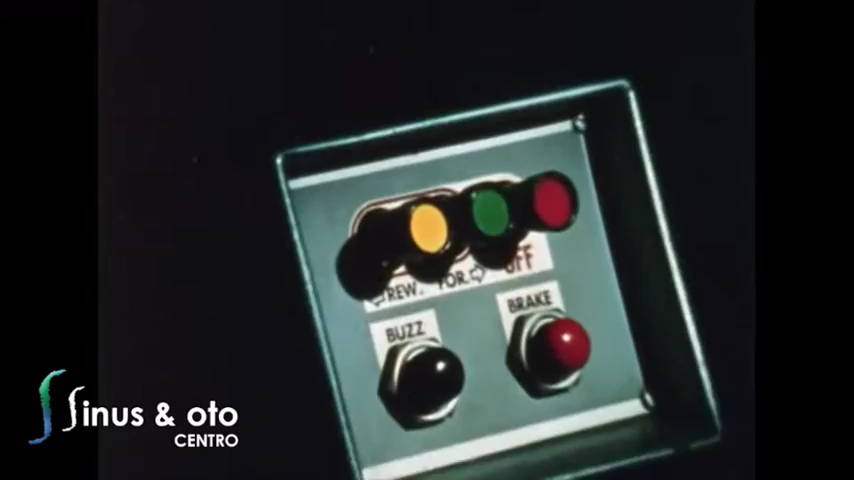 ⇦REW. FOR.⇨ OFF
BUZZ
BRAKE
Sinus & oto
CENTRO